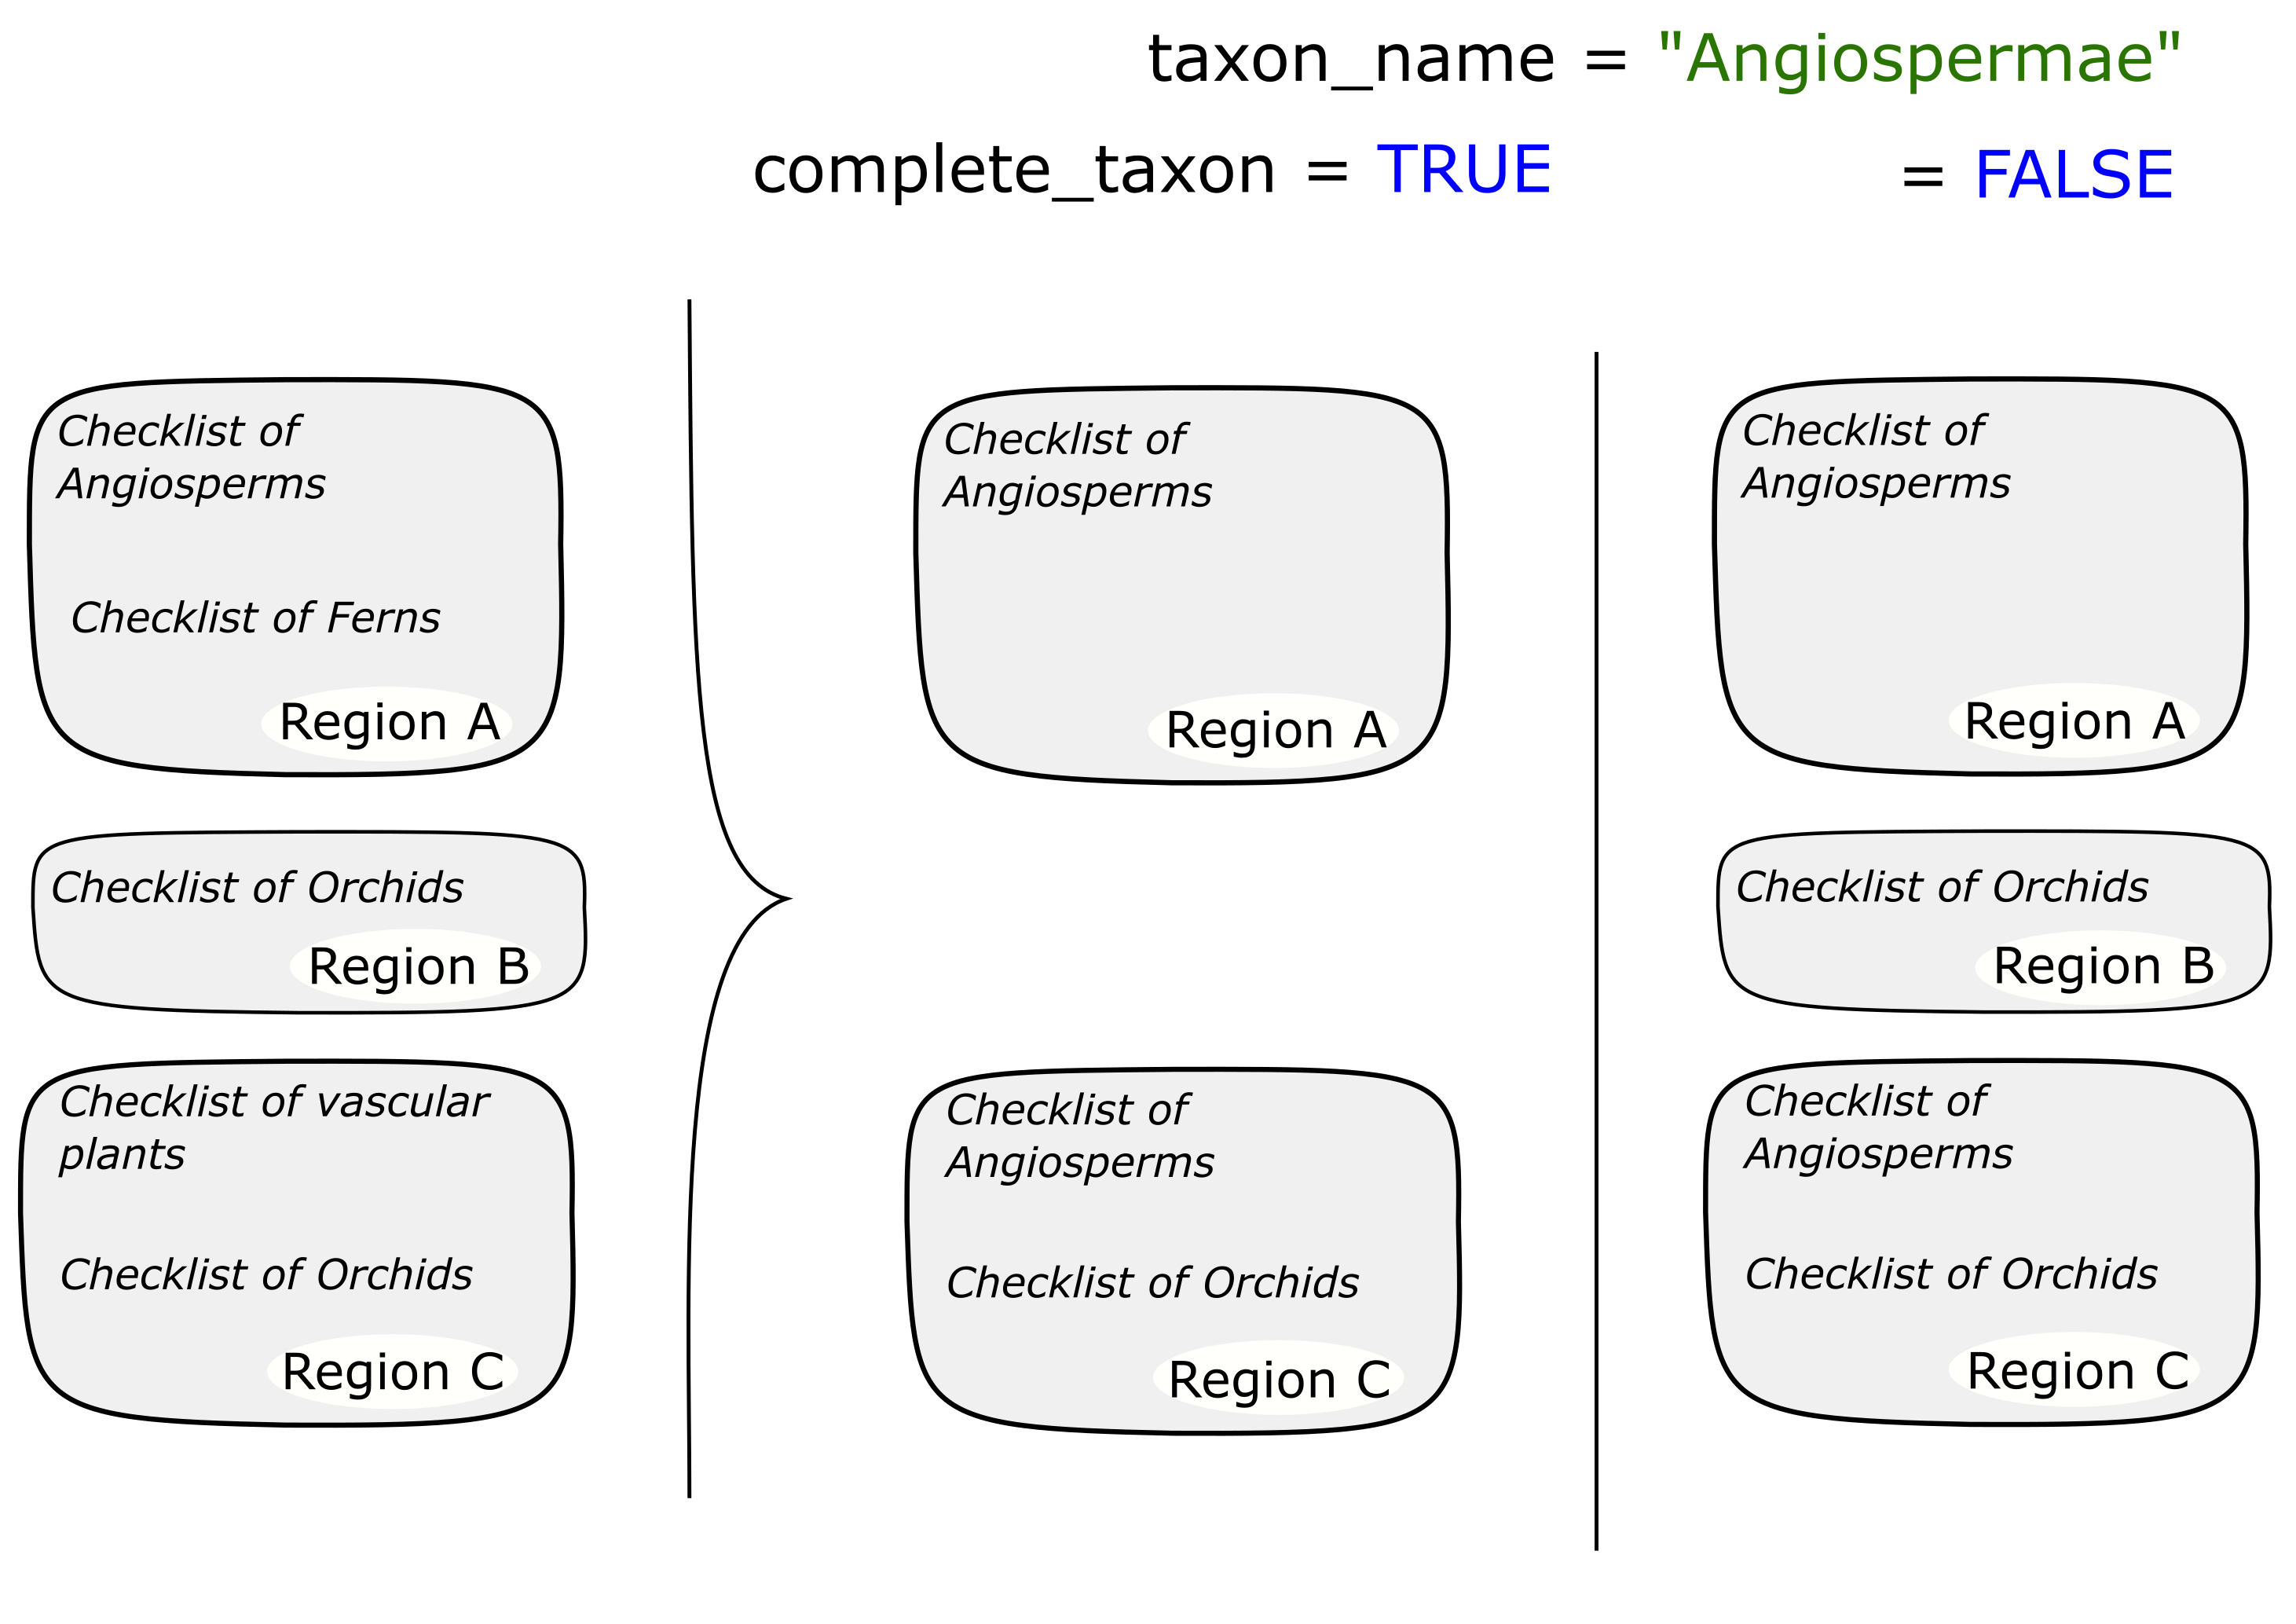 taxon_name = "Angiospermae"
complete_taxon = TRUE
= FALSE
Checklist of
Angiosperms
Checklist of Ferns
Region A
Checklist of Orchids
Region B
Checklist of vascular
plants
Checklist of Orchids
Region C
Checklist of
Angiosperms
Region A
Checklist of
Angiosperms
Checklist of Orchids
Region C
Checklist of
Angiosperms
Region A
Checklist of Orchids
Region B
Checklist of
Angiosperms
Checklist of Orchids
Region C